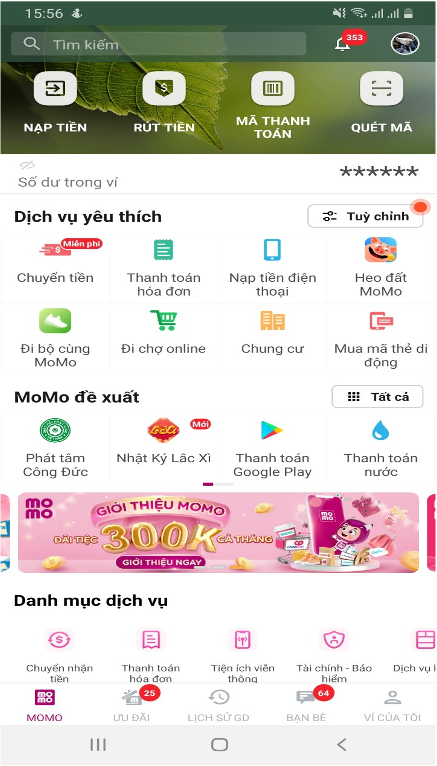 15:56
Tìm kiếm
353
NẠP TIỀN
RÚT TIỀN
MÃ THANH
TOÁN
QUÉT MÃ
Số dư trong ví
******
Dịch vụ yêu thích
Tuỳ chỉnh
Miễn phí
Chuyển tiền
Thanh toán
hóa đơn
Nạp tiền điện
thoại
Heo đất
MoMo
Đi bộ cùng
MoMo
Đi chợ online
Chung cư
Mua mã thẻ di
động
MoMo đề xuất
Tất cả
Phát tâm
Công Đức
Mới
Nhật Ký Lắc Xì
Thanh toán
Google Play
Thanh toán
nước
mo
mo
GIỚI THIỆU MOMO
ĐÃI TIỆC 300K CẢ THÁNG
GIỚI THIỆU NGAY
Danh mục dịch vụ
Chuyển nhận
tiền
Thanh toán
hóa đơn
Tiện ích viễn
thông
Tài chính - Bảo
hiểm
Dịch vụ
MOMO
25
ƯU ĐÃI
LỊCH SỬ GD
64
BẠN BÈ
VÍ CỦA TÔI